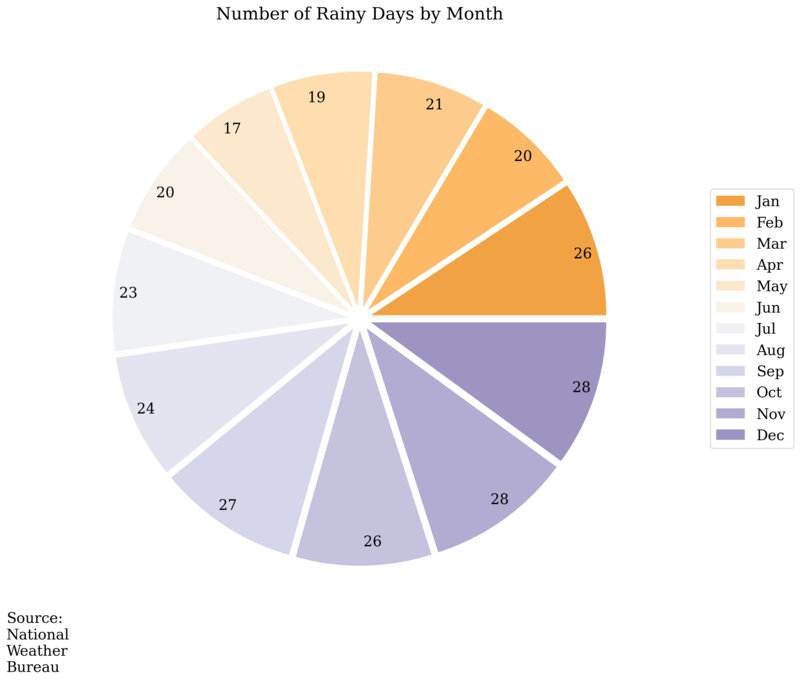 Number of Rainy Days by Month
19
21
17
20
20
26
23
24
28
27
28
26
Jan
Feb
Mar
Apr
May
Jun
Jul
Aug
Sep
Oct
Nov
Dec
Source:
National
Weather
Bureau